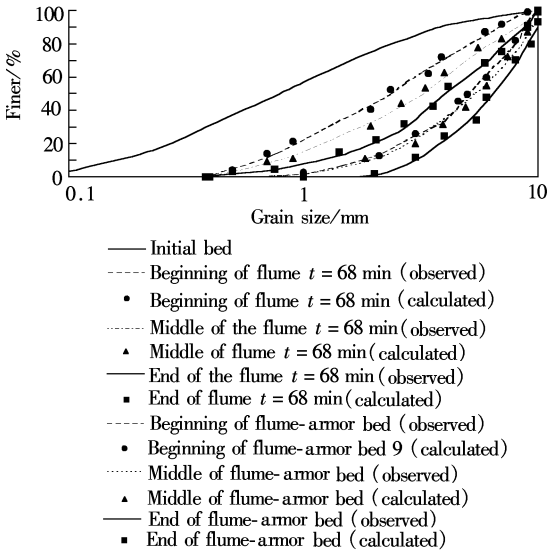 100
80
60
40
20
0
Finer/%
0.1
1
10
Grain size/mm
Initial bed
Beginning of flume t = 68 min (observed)
Beginning of flume t = 68 min (calculated)
Middle of the flume t = 68 min(observed)
Middle of flume t = 68 min(calculated)
End of the flume t = 68 min(observed)
End of flume t = 68 min(calculated)
Beginning of flume-armor bed (observed)
Beginning of flume-armor bed 9 (calculated)
Middle of flume-armor bed (observed)
Middle of flume-armor bed (calculated)
End of flume-armor bed (observed)
End of flume-armor bed (calculated)